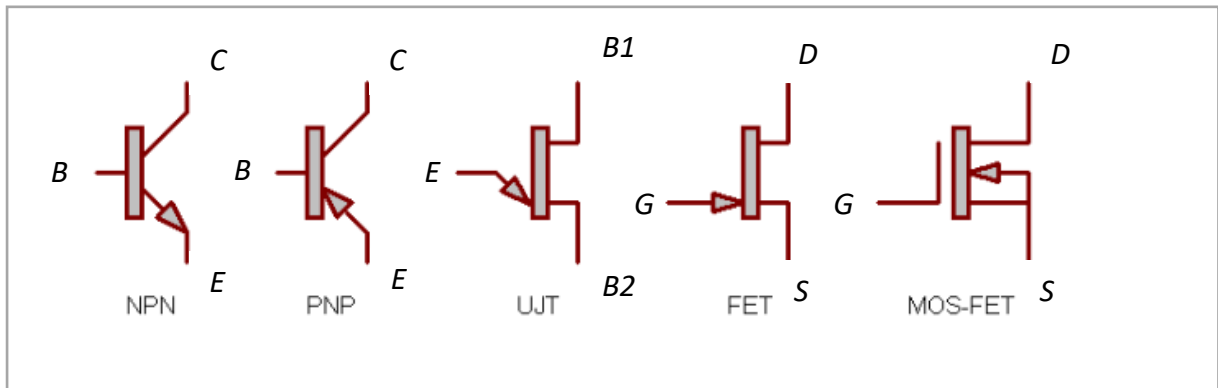 C C B1 D D
B B E G G
E E B2 S S
NPN PNP UJT FET MOS-FET